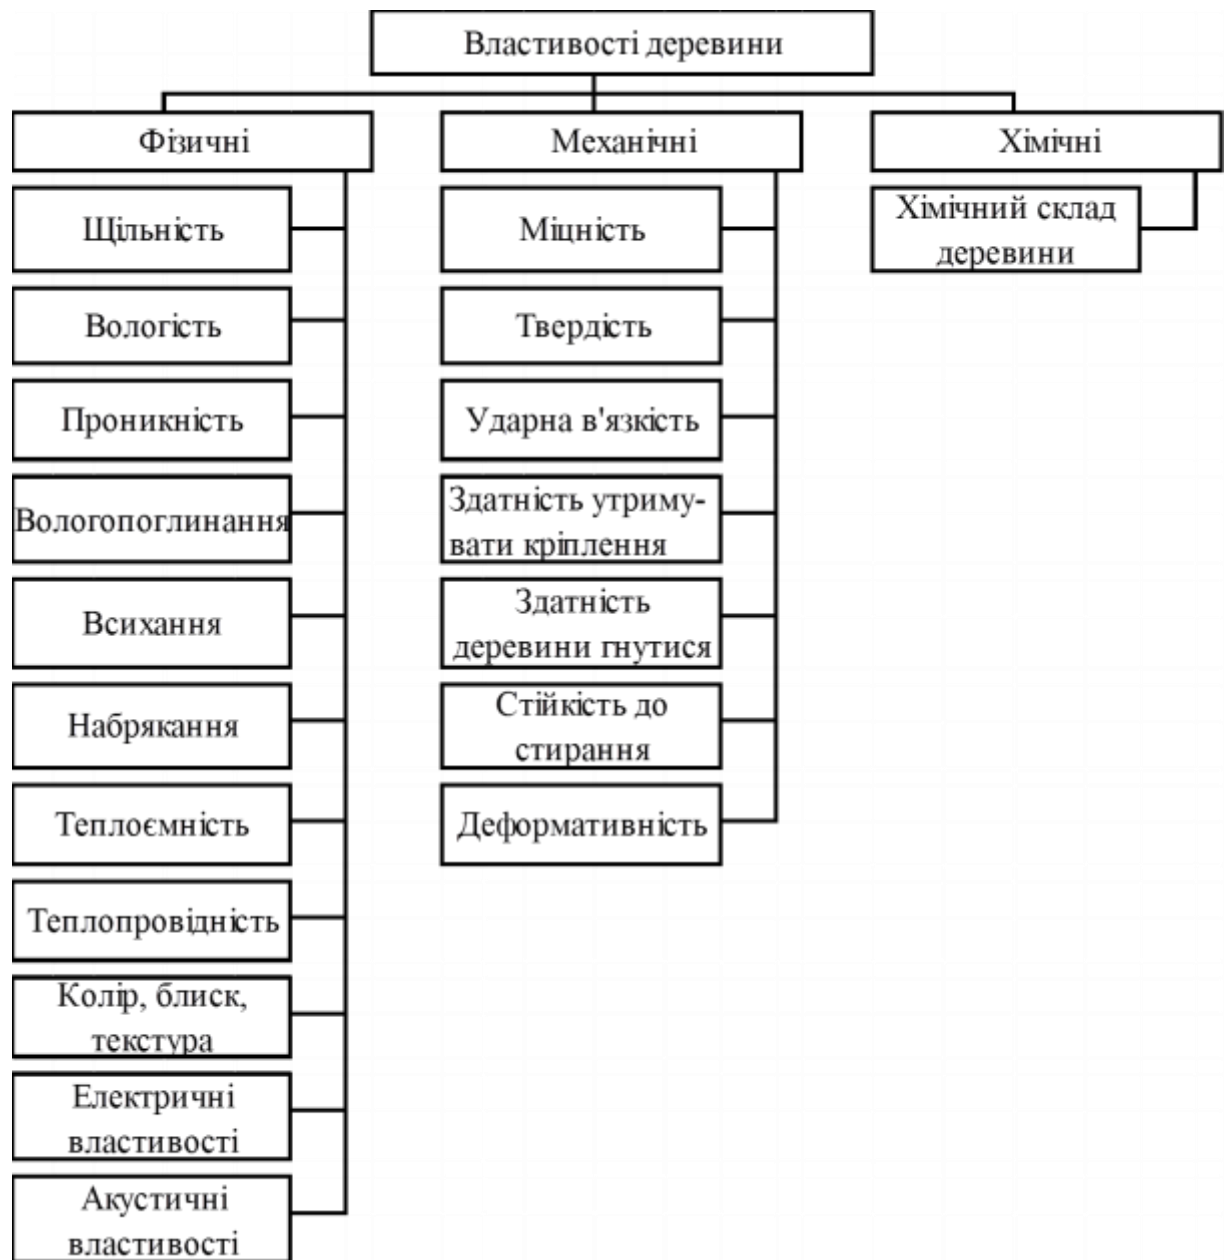 Властивості деревини
Фізичні
Механічні
Хімічні
Щільність
Вологість
Проникність
Вологопоглинання
Всихання
Набрякання
Теплоємність
Теплопровідність
Колір, блиск,
текстура
Електричні
властивості
Акустичні
властивості
Міцність
Твердість
Ударна в'язкість
Здатність утриму-
вати кріплення
Здатність
деревини гнутися
Стійкість до
стирання
Деформативність
Хімічний склад
деревини